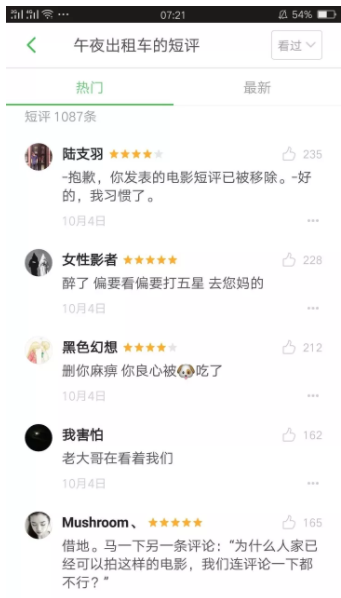 07:21
54%
午夜出租车的短评
看过
热门
最新
短评 1087条
陆支羽
235
-抱歉，你发表的电影短评已被移除。-好
的，我习惯了。
10月4日
女性影者
228
醉了 偏要看偏要打五星 去您妈的
10月4日
黑色幻想
212
删你麻痹 你良心被🐶吃了
10月4日
我害怕
162
老大哥在看着我们
10月4日
Mushroom、
165
借地。马一下另一条评论：“为什么人家已
经可以拍这样的电影，我们连评论一下都
不行？”